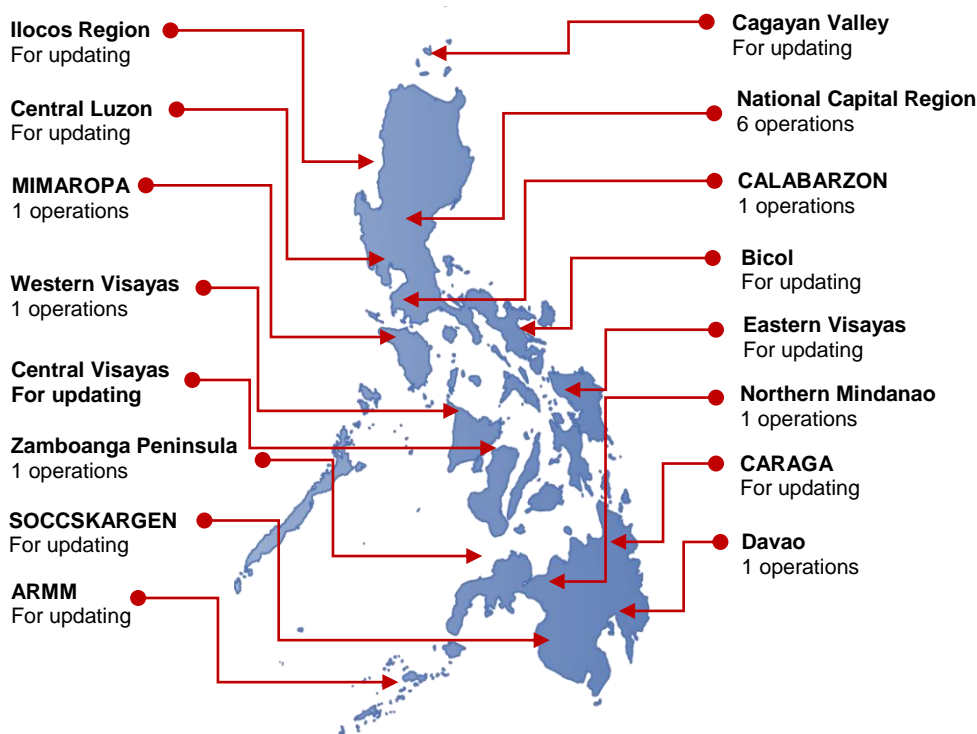 Ilocos Region
For updating
Central Luzon
For updating
MIMAROPA
1 operations
Western Visayas
1 operations
Central Visayas
For updating
Zamboanga Peninsula
1 operations
SOCCSKARGEN
For updating
ARMM
For updating
Cagayan Valley
For updating
National Capital Region
6 operations
CALABARZON
1 operations
Bicol
For updating
Eastern Visayas
For updating
Northern Mindanao
1 operations
CARAGA
For updating
Davao
1 operations